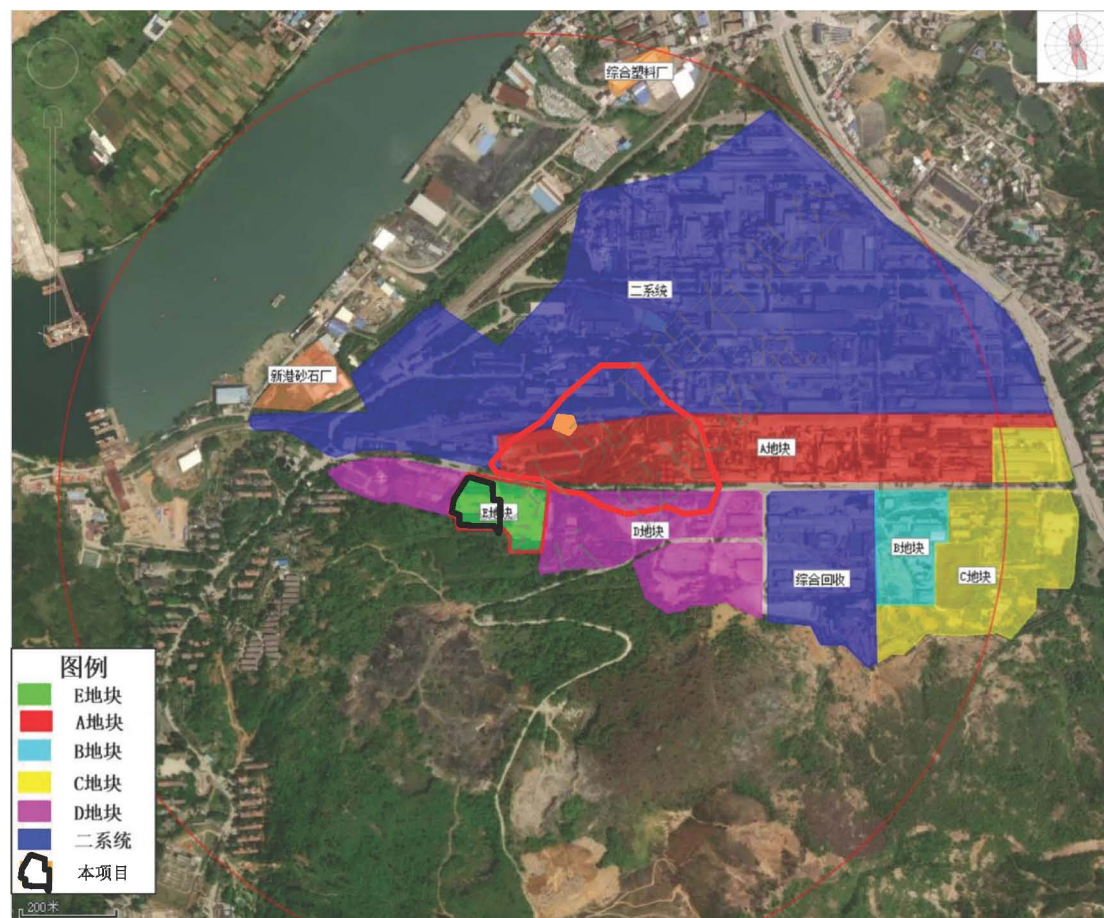 综合塑料厂
二系统
新港砂石厂
A地块
E地块
D地块
B地块
综合回收
C地块
图例
E地块
A地块
B地块
C地块
D地块
二系统
本项目
200米